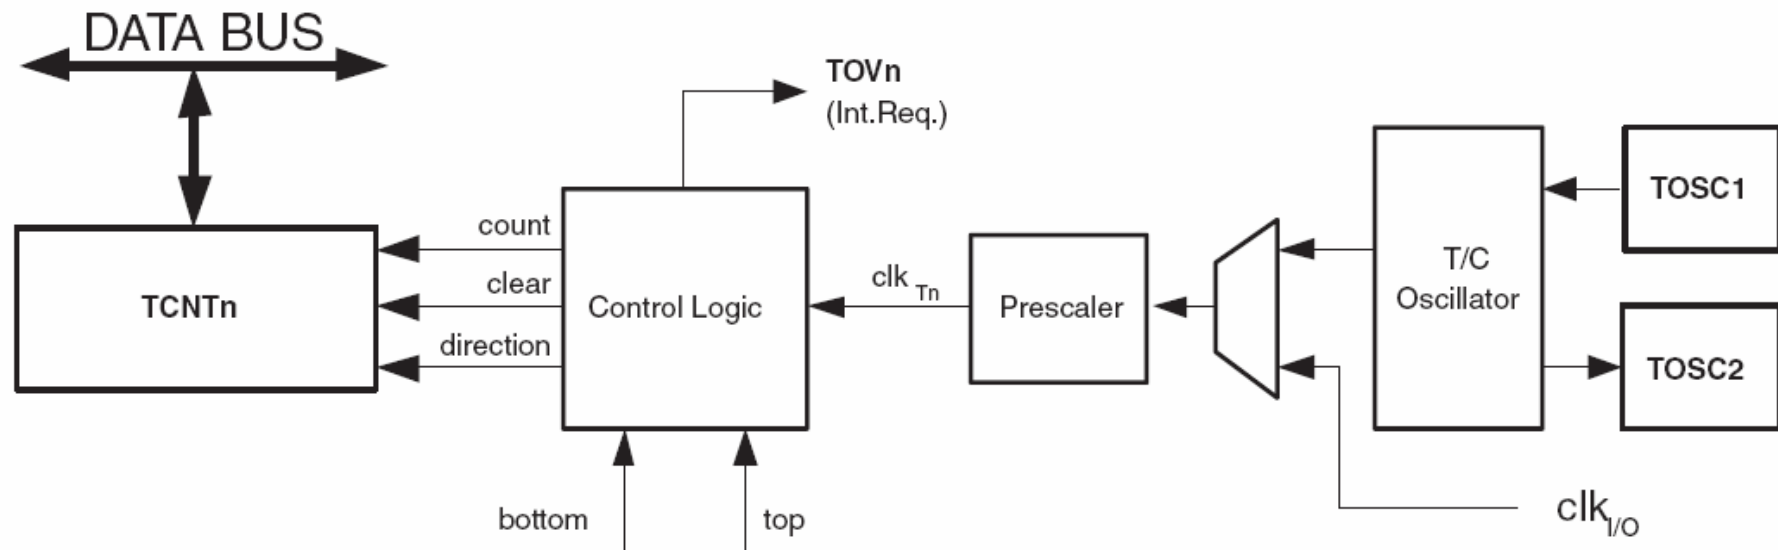 DATA BUS
TOVn
(Int.Req.)
TOSC1
count
T/C
Oscillator
clk Tn
clear
TCNTn
Control Logic
Prescaler
direction
TOSC2
bottom
top
clk I/O